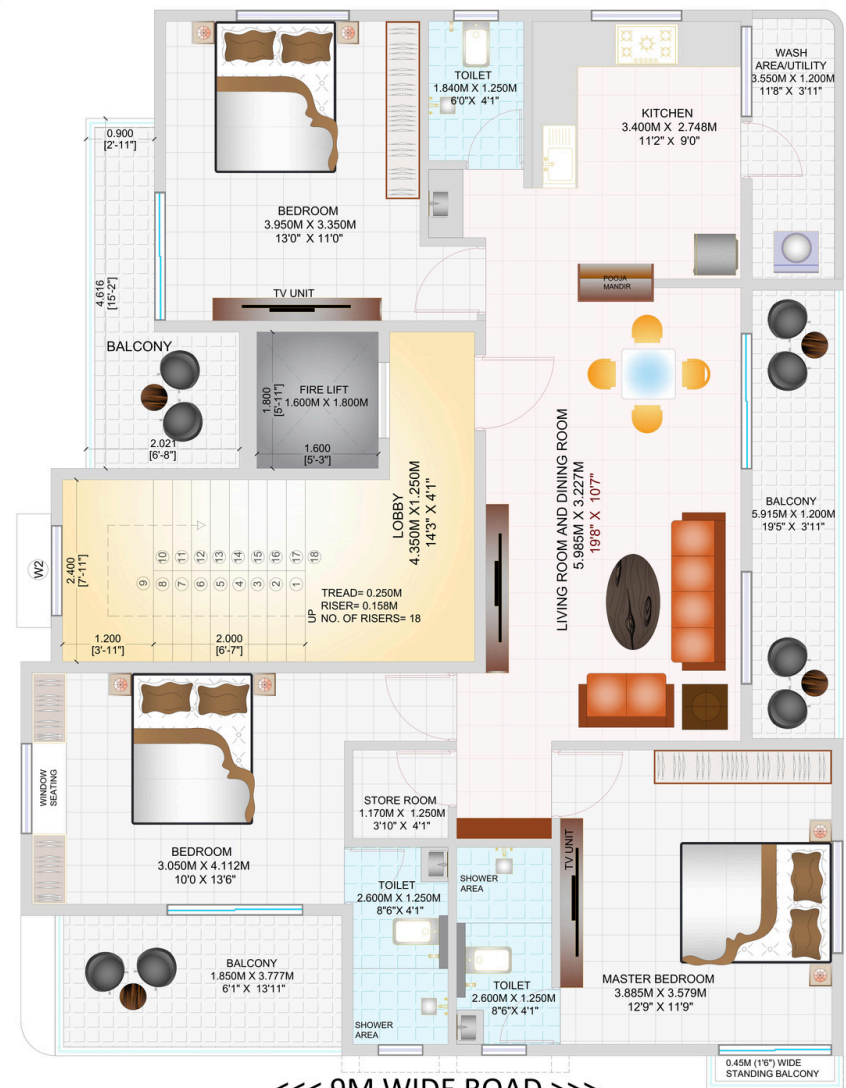 TOILET
1.840M X 1.250M
6'0"X 4'1"
WASH
AREA/UTILITY
3.550M X 1.200M
11'8" X 3'11"
KITCHEN
3.400M X 2.748M
11'2" X 9'0"
0.900
[2'-11"]
BEDROOM
3.950M X 3.350M
13'0" X 11'0"
4.616
[15'-2"]
TV UNIT
POOJA
MANDIR
BALCONY
FIRE LIFT
1.600M X 1.800M
1.800
[5'-11"]
2.021
[6'-8"]
1.600
[5'-3"]
LOBBY
4.350M X1.250M
14'3" X 4'1"
LIVING ROOM AND DINING ROOM
5.985M X 3.227M
19'8" X 10'7"
BALCONY
5.915M X 1.200M
19'5" X 3'11"
W2
2.400
[7'-11"]
10 11 12 13 14 15 16 17 18
9 8 7 6 5 4 3 2 1
UP
TREAD= 0.250M
RISER= 0.158M
NO. OF RISERS= 18
1.200
[3'-11"]
2.000
[6'-7"]
WINDOW
SEATING
STORE ROOM
1.170M X 1.250M
3'10" X 4'1"
BEDROOM
3.050M X 4.112M
10'0 X 13'6"
TV UNIT
TOILET
2.600M X 1.250M
8'6"X 4'1"
SHOWER
AREA
BALCONY
1.850M X 3.777M
6'1" X 13'11"
TOILET
2.600M X 1.250M
8'6"X 4'1"
MASTER BEDROOM
3.885M X 3.579M
12'9" X 11'9"
SHOWER
AREA
0.45M (1'6") WIDE
STANDING BALCONY
<<< 9M WIDE ROAD >>>